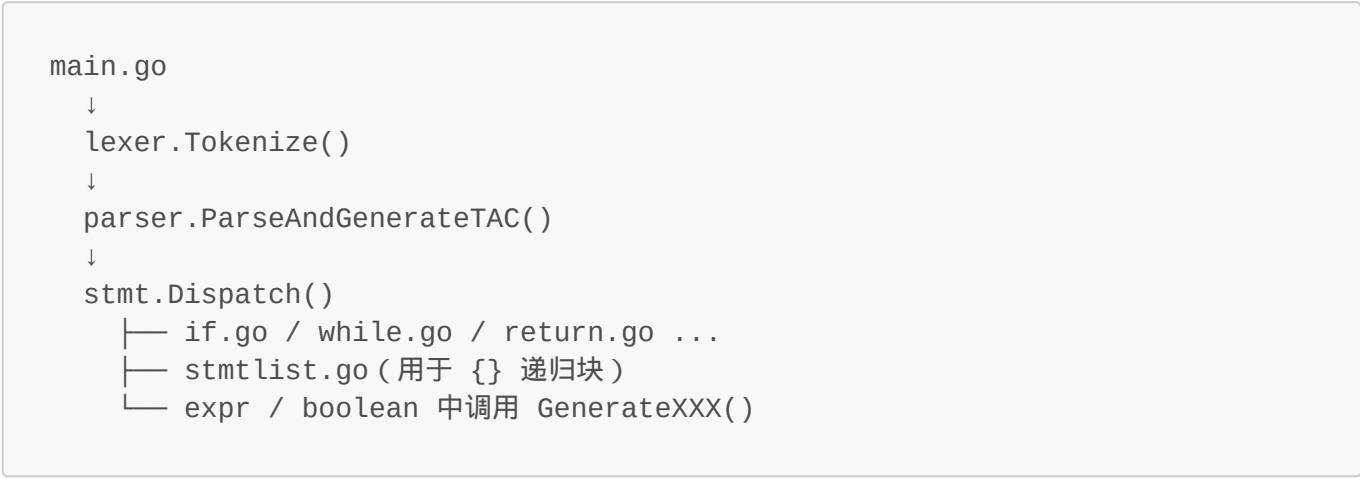 main.go
↓
lexer.Tokenize()
↓
parser.ParseAndGenerateTAC()
↓
stmt.Dispatch()
├── if.go / while.go / return.go ...
├── stmtlist.go（用于 {} 递归块）
└── expr / boolean 中调用 GenerateXXX()